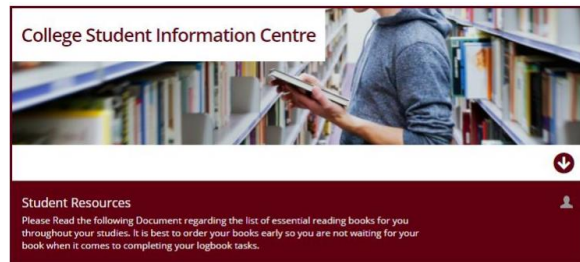 College Student Information Centre
Student Resources
Please Read the following Document regarding the list of essential reading books for you
throughout your studies. It is best to order your books early so you are not waiting for your
book when it comes to completing your logbook tasks.